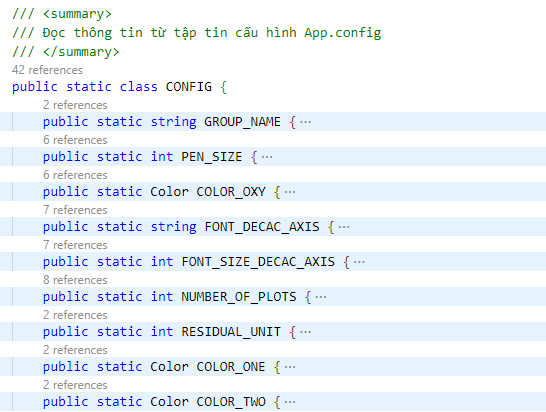 /// <summary>
/// Đọc thông tin từ tập tin cấu hình App.config
/// </summary>
42 references
public static class CONFIG {
2 references
public static string GROUP_NAME { ···
6 references
public static int PEN_SIZE { ···
6 references
public static Color COLOR_OXY { ···
7 references
public static string FONT_DECAC_AXIS { ···
7 references
public static int FONT_SIZE_DECAC_AXIS { ···
8 references
public static int NUMBER_OF_PLOTS { ···
2 references
public static int RESIDUAL_UNIT { ···
2 references
public static Color COLOR_ONE { ···
2 references
public static Color COLOR_TWO { ···